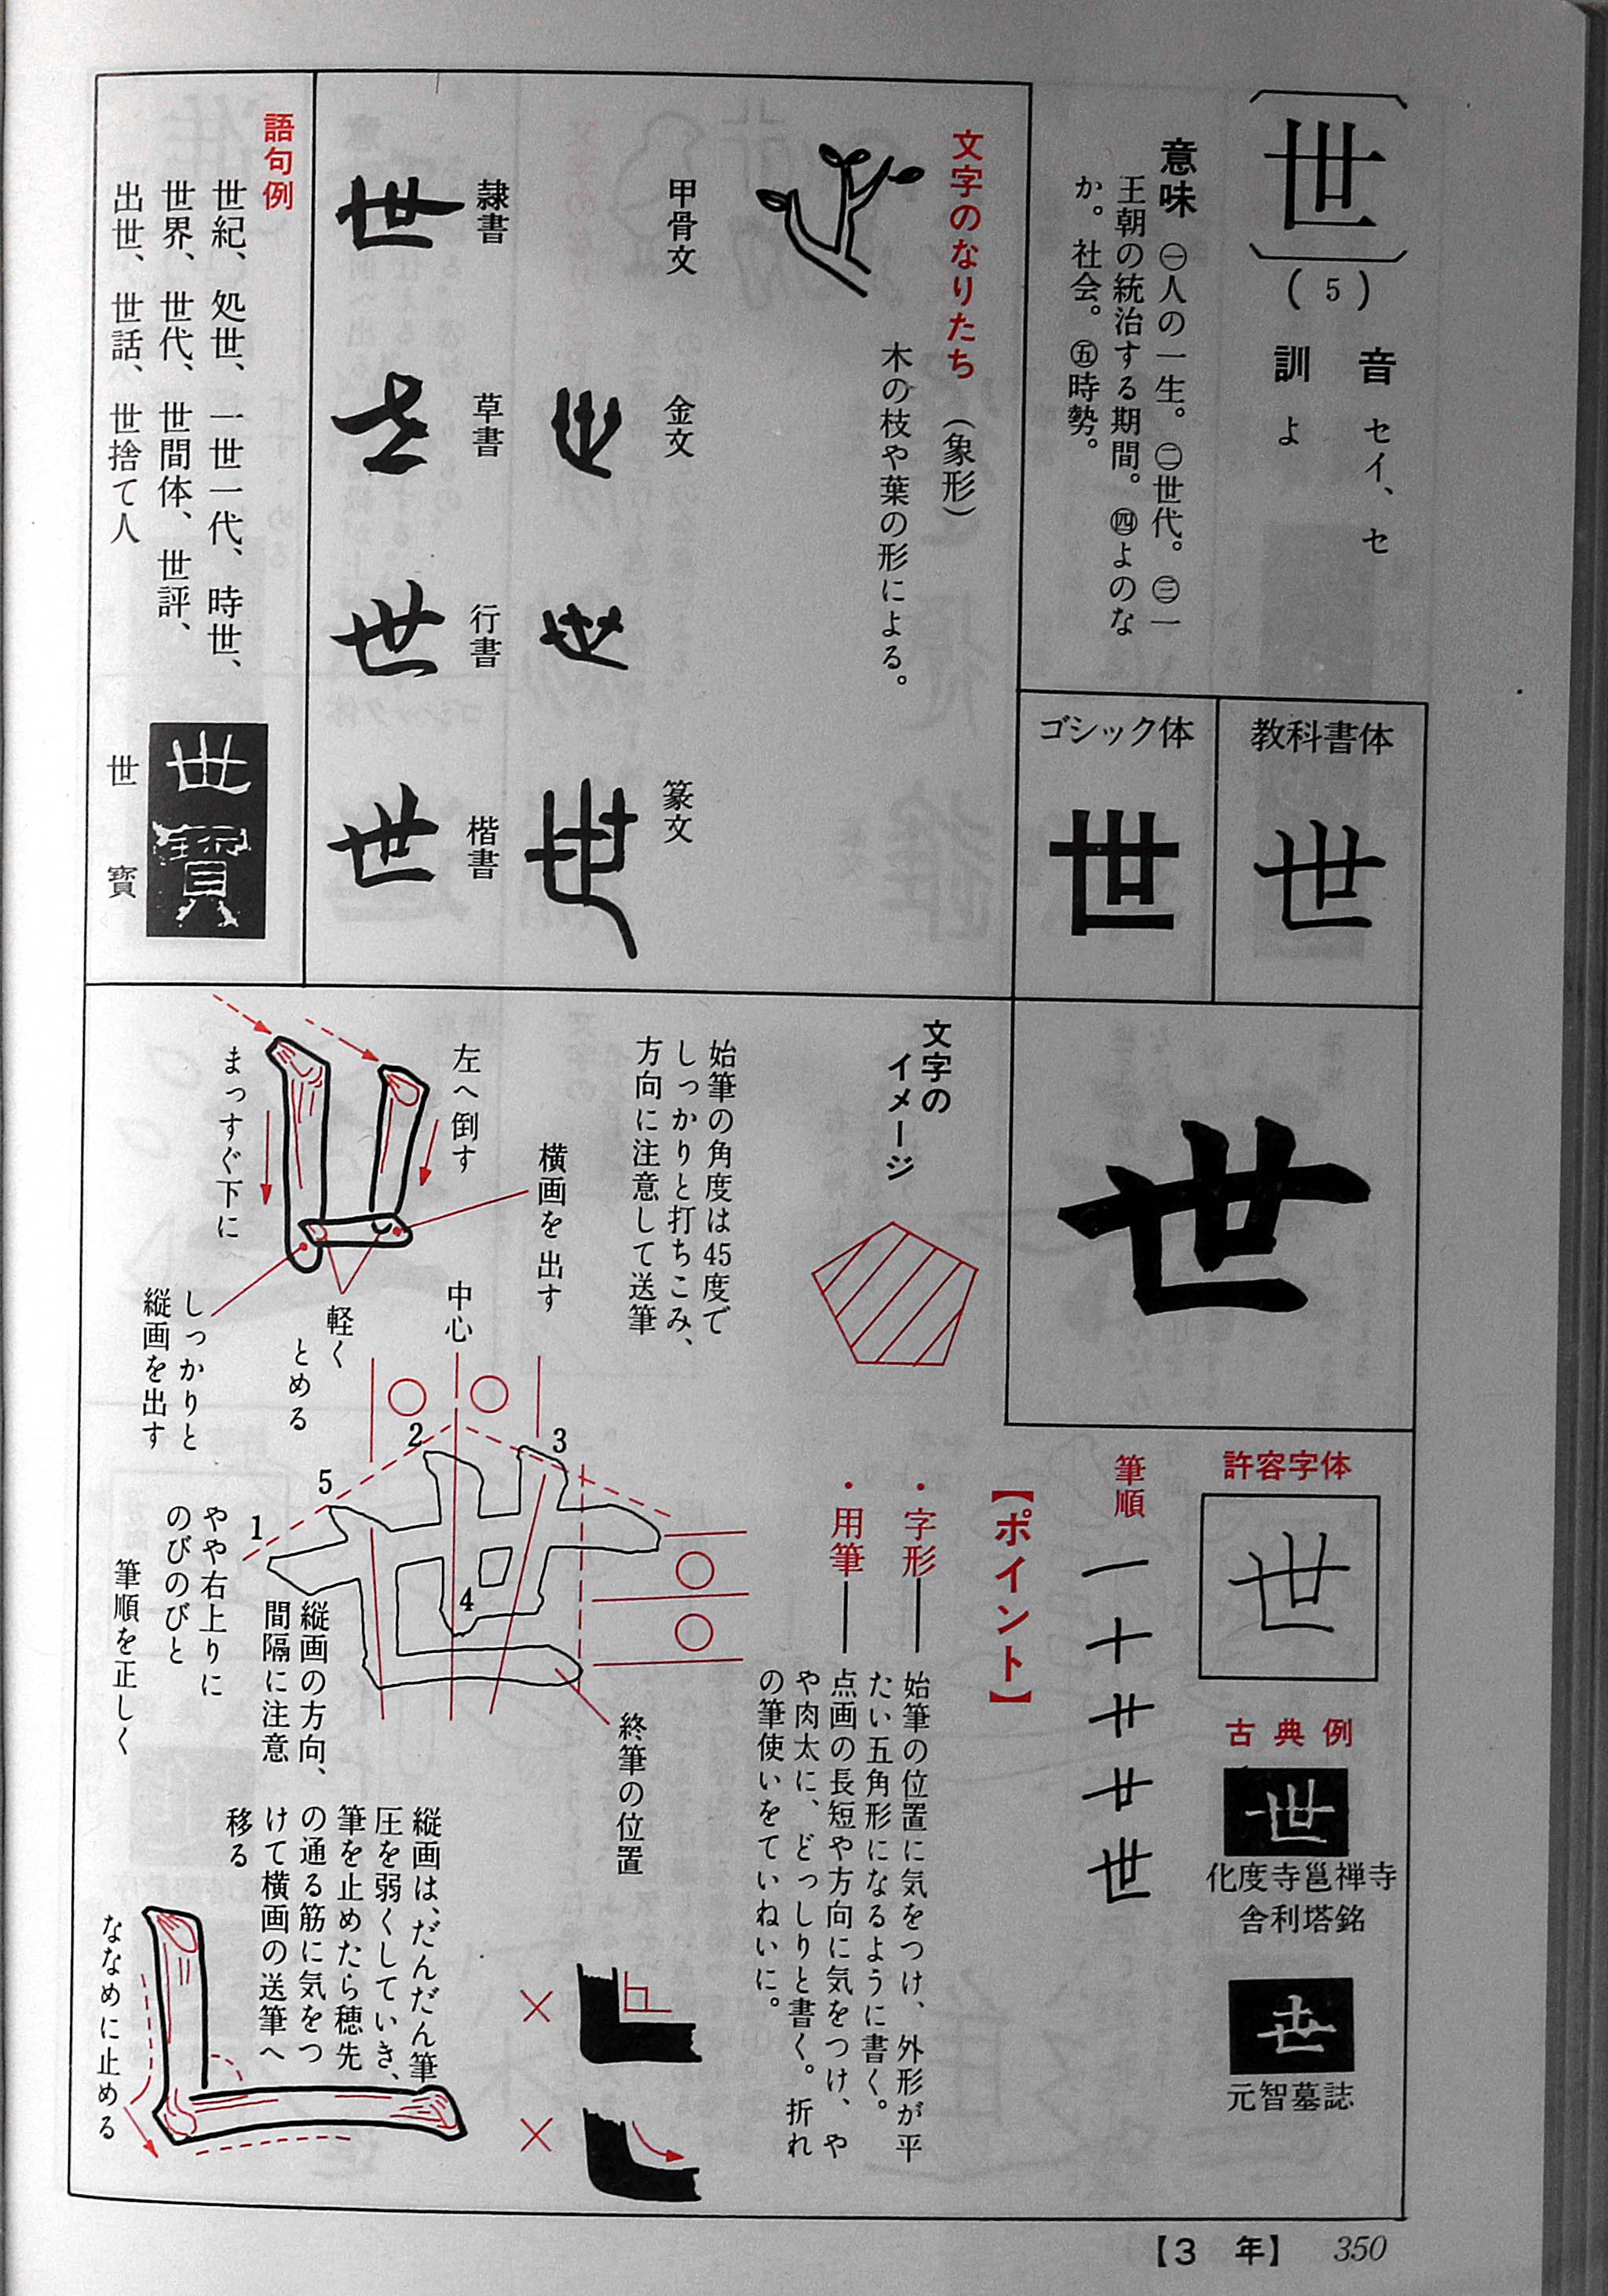 世
(5)
音 セイ、セ
訓 よ
意味 ㊀人の一生。㊁世代。㊂一
王朝の統治する期間。㊃よのな
か。社会。㊄時勢。
教科書体
世
ゴシック体
世
文字のなりたち (象形)
木の枝や葉の形による。
甲骨文
金文
篆文
隷書
世
草書
世
行書
世
楷書
世
語句例
世紀、処世、一世一代、時世、
世界、世代、世間体、世評、
出世、世話、世捨て人
世寳
世 寳
世
許容字体
世
古典例
世
化度寺邕禅寺
舎利塔銘
世
元智墓誌
筆順
一 十 卄 廿 世
【ポイント】
・字形―始筆の位置に気をつけ、外形が平
たい五角形になるように書く。
・用筆―点画の長短や方向に気をつけ、や
や肉太に、どっしりと書く。折れ
の筆使いをていねいに。
文字の
イメージ
始筆の角度は45度で
しっかりと打ちこみ、
方向に注意して送筆
横画を出す
左へ倒す
まっすぐ下に
軽く
とめる
しっかりと
縦画を出す
中心
1
2
3
4
5
終筆の位置
縦画の方向、
間隔に注意
やや右上りに
のびのびと
筆順を正しく
縦画は、だんだん筆
圧を弱くしていき、
筆を止めたら穂先
の通る筋に気をつ
けて横画の送筆へ
移る
ななめに止める
【3 年】 350